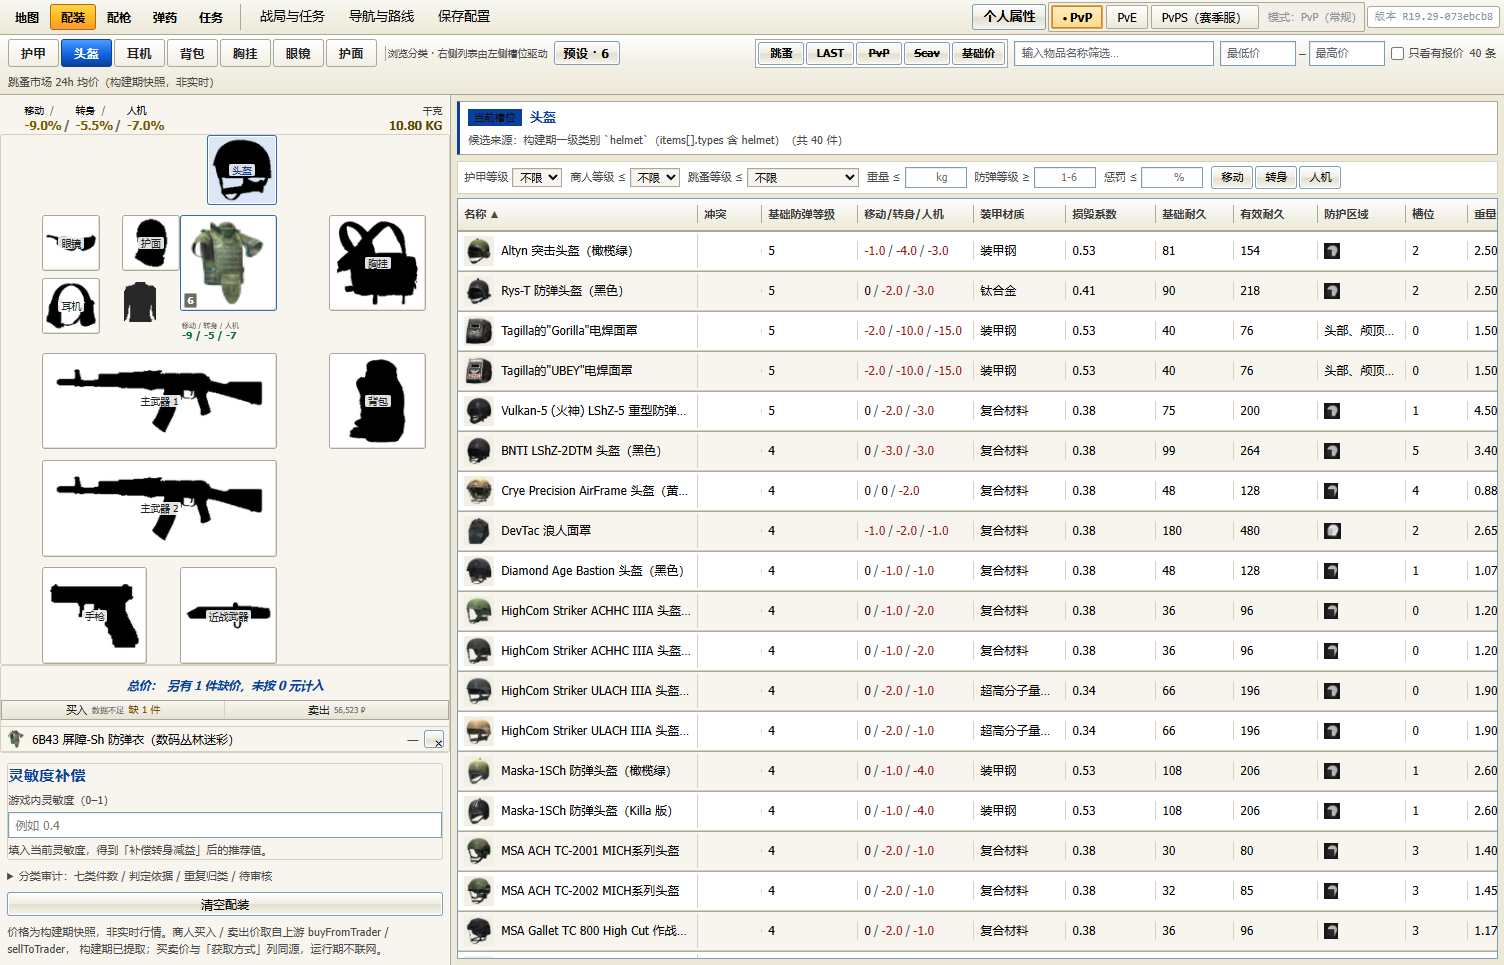 地图 配装 配枪 弹药 任务 战局与任务 导航与路线 保存配置 个人属性 • PvP PvE PvPS（赛季服） 模式：PvP（常规） 版本 R19.29-073ebcb8
护甲 头盔 耳机 背包 胸挂 眼镜 护面 浏览分类 · 右侧列表由左侧槽位驱动 预设 · 6 跳蚤 LAST PvP Scav 基础价 输入物品名称筛选... 最低价 – 最高价 只看有报价 40 条
跳蚤市场 24h 均价（构建期快照，非实时）
移动 / 转身 / 人机 千克
-9.0% / -5.5% / -7.0% 10.80 KG
头盔
眼镜
护面
6
胸挂
耳机
移动 / 转身 / 人机
-9 / -5 / -7
主武器 1
背包
主武器 2
手枪
近战武器
总价： 另有 1 件缺价，未按 0 元计入
买入 数据不足 缺 1 件 卖出 56,523 ₽
6B43 屏障-Sh 防弹衣（数码丛林迷彩） — ×
灵敏度补偿
游戏内灵敏度（0–1）
例如 0.4
填入当前灵敏度，得到「补偿转身减益」后的推荐值。
▶ 分类审计：七类件数 / 判定依据 / 重复归类 / 待审核
清空配装
价格为构建期快照，非实时行情。商人买入 / 卖出价取自上游 buyFromTrader /
sellToTrader， 构建期已提取；买卖价与「获取方式」列同源，运行期不联网。
当前槽位 头盔
候选来源：构建期一级类别 `helmet`（items[].types 含 helmet）（共 40 件）
护甲等级 不限 商人等级 ≤ 不限 跳蚤等级 ≤ 不限 重量 ≤ kg 防弹等级 ≥ 1-6 惩罚 ≤ % 移动 转身 人机
名称 ▲ 冲突 基础防弹等级 移动/转身/人机 装甲材质 损毁系数 基础耐久 有效耐久 防护区域 槽位 重量
Altyn 突击头盔（橄榄绿） 5 -1.0 / -4.0 / -3.0 装甲钢 0.53 81 154 2 2.50
Rys-T 防弹头盔（黑色） 5 0 / -2.0 / -3.0 钛合金 0.41 90 218 2 2.50
Tagilla的"Gorilla"电焊面罩 5 -2.0 / -10.0 / -15.0 装甲钢 0.53 40 76 头部、颅顶... 0 1.50
Tagilla的"UBEY"电焊面罩 5 -2.0 / -10.0 / -15.0 装甲钢 0.53 40 76 头部、颅顶... 0 1.50
Vulkan-5 (火神) LShZ-5 重型防弹... 5 0 / -2.0 / -3.0 复合材料 0.38 75 200 1 4.50
BNTI LShZ-2DTM 头盔（黑色） 4 0 / -3.0 / -3.0 复合材料 0.38 99 264 5 3.40
Crye Precision AirFrame 头盔（黄... 4 0 / 0 / -2.0 复合材料 0.38 48 128 4 0.88
DevTac 浪人面罩 4 -1.0 / -2.0 / -1.0 复合材料 0.38 180 480 2 2.65
Diamond Age Bastion 头盔（黑色） 4 0 / -1.0 / -1.0 复合材料 0.38 48 128 1 1.07
HighCom Striker ACHHC IIIA 头盔... 4 0 / -1.0 / -2.0 复合材料 0.38 36 96 0 1.20
HighCom Striker ACHHC IIIA 头盔... 4 0 / -1.0 / -2.0 复合材料 0.38 36 96 0 1.20
HighCom Striker ULACH IIIA 头盔... 4 0 / -2.0 / -1.0 超高分子量... 0.34 66 196 0 1.90
HighCom Striker ULACH IIIA 头盔... 4 0 / -2.0 / -1.0 超高分子量... 0.34 66 196 0 1.90
Maska-1SCh 防弹头盔（橄榄绿） 4 0 / -1.0 / -4.0 装甲钢 0.53 108 206 1 2.60
Maska-1SCh 防弹头盔（Killa 版） 4 0 / -1.0 / -4.0 装甲钢 0.53 108 206 1 2.60
MSA ACH TC-2001 MICH系列头盔 4 0 / -2.0 / -1.0 复合材料 0.38 30 80 3 1.40
MSA ACH TC-2002 MICH系列头盔 4 0 / -2.0 / -1.0 复合材料 0.38 32 85 3 1.45
MSA Gallet TC 800 High Cut 作战... 4 0 / -2.0 / -1.0 复合材料 0.38 36 96 3 1.17